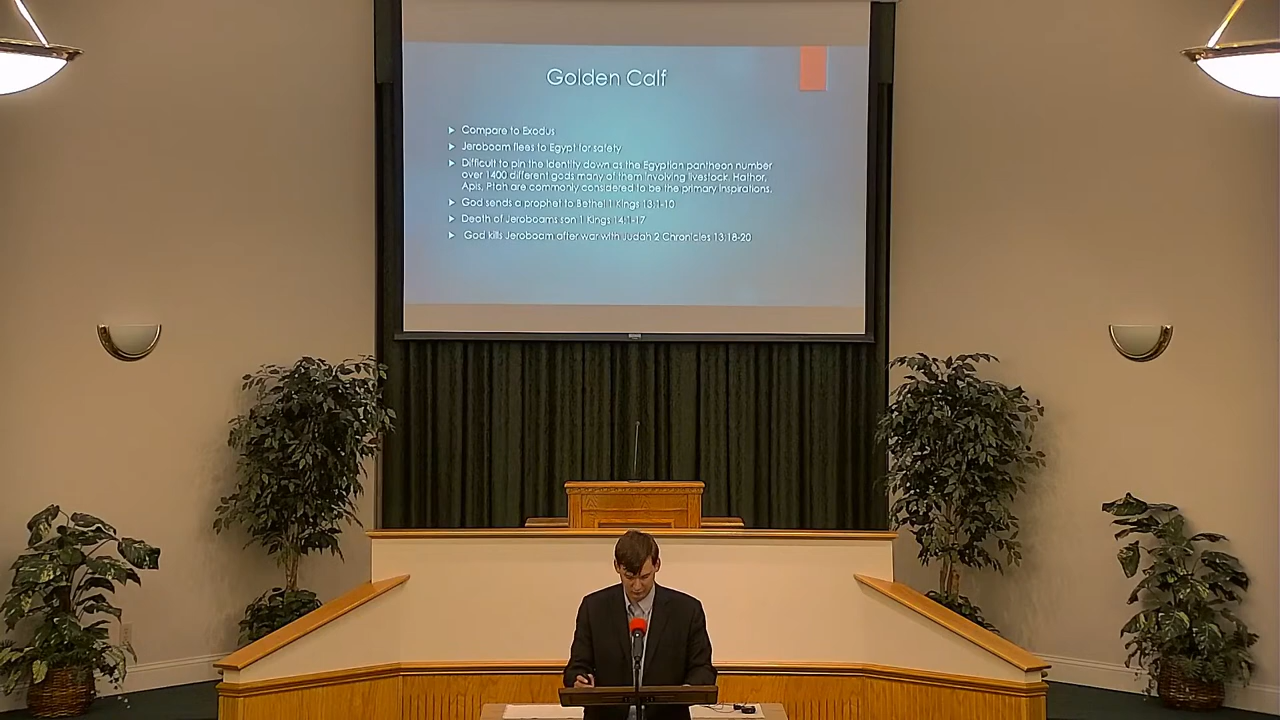 Golden Calf
Compare to Exodus
Jeroboam flees to Egypt for safety
Difficult to pin the identity down as the Egyptian pantheon number
over 1400 different gods many of them involving livestock. Hathor,
Apis, Ptah are commonly considered to be the primary inspirations.
God sends a prophet to Bethel 1 Kings 13:1-10
Death of Jeroboams son 1 Kings 14:1-17
God kills Jeroboam after war with Judah 2 Chronicles 13:18-20